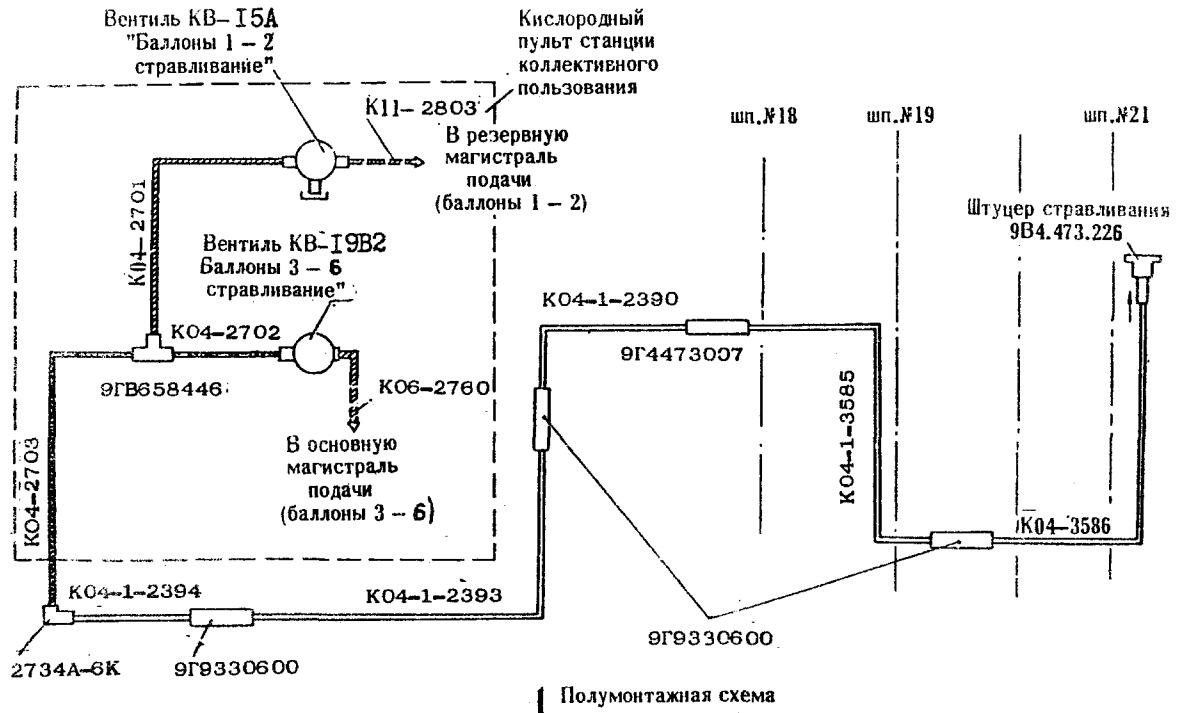 Вентиль КВ-I5А
"Баллоны 1 – 2
стравливание"
Кислородный
пульт станции
коллективного
пользования
К11-2803
В резервную
магистраль
подачи
(баллоны 1 – 2)
К04-2701
Вентиль КВ-I9В2
Баллоны 3 – 6
стравливание"
К04-2702
9ГВ658446
К06-2760
В основную
магистраль
подачи
(баллоны 3 – 6)
К04-2703
К04-1-2394
К04-1-2393
2734А-6К
9Г9330600
шп.№18
шп.№19
шп.№21
Штуцер стравливания
9В4.473.226
К04-1-2390
9Г4473007
К04-1-3585
К04-3586
9Г9330600
Полумонтажная схема